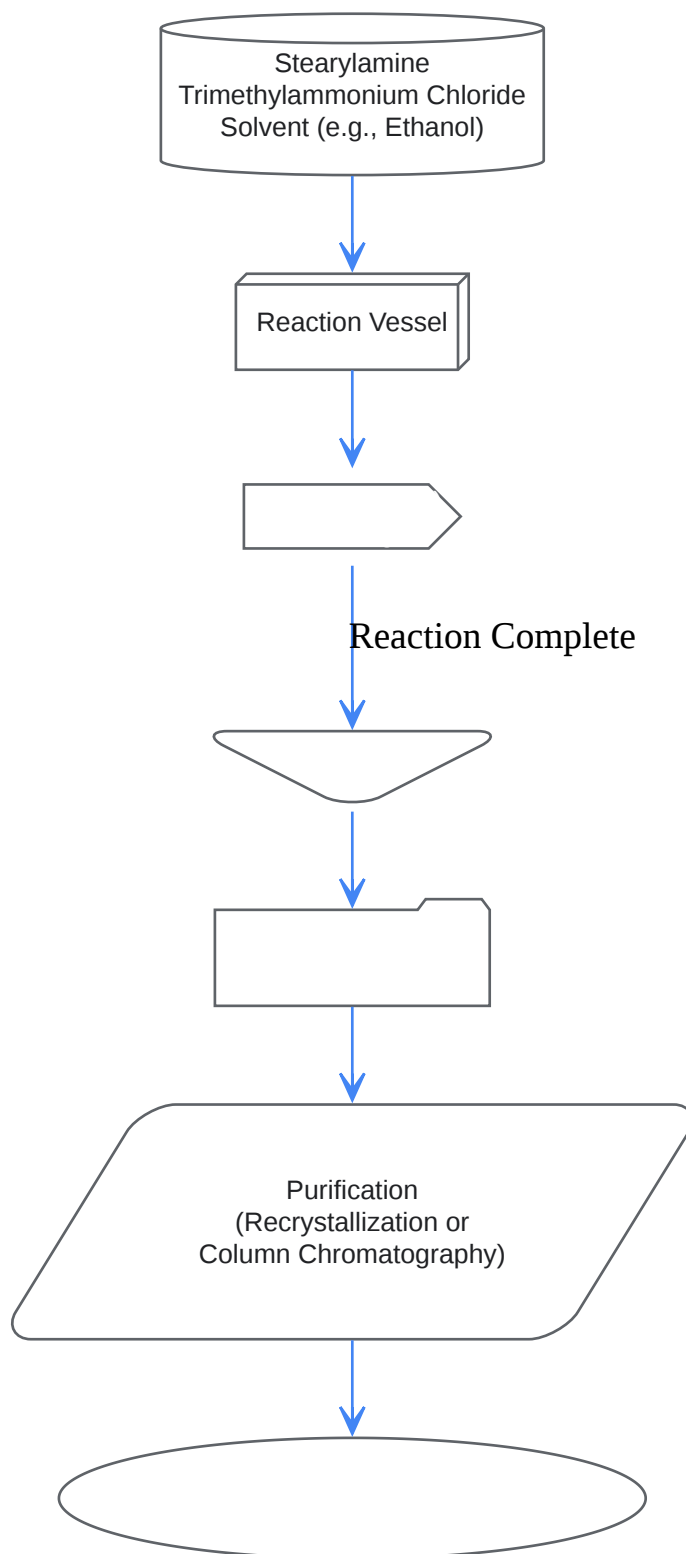 Stearylamine
Trimethylammonium Chloride
Solvent (e.g., Ethanol)
Reaction Vessel
Reaction Complete
Purification
(Recrystallization or
Column Chromatography)